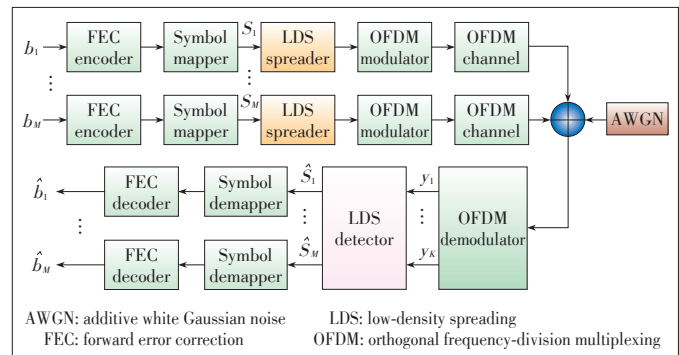 b1 FEC encoder Symbol mapper S1 LDS spreader OFDM modulator OFDM channel
⋮ ⋮
bM FEC encoder Symbol mapper SM LDS spreader OFDM modulator OFDM channel AWGN
b̂1 FEC decoder Symbol demapper Ŝ1 LDS detector y1 OFDM demodulator
⋮ ⋮ ⋮
b̂M FEC decoder Symbol demapper ŜM yK
AWGN: additive white Gaussian noise LDS: low-density spreading
FEC: forward error correction OFDM: orthogonal frequency-division multiplexing